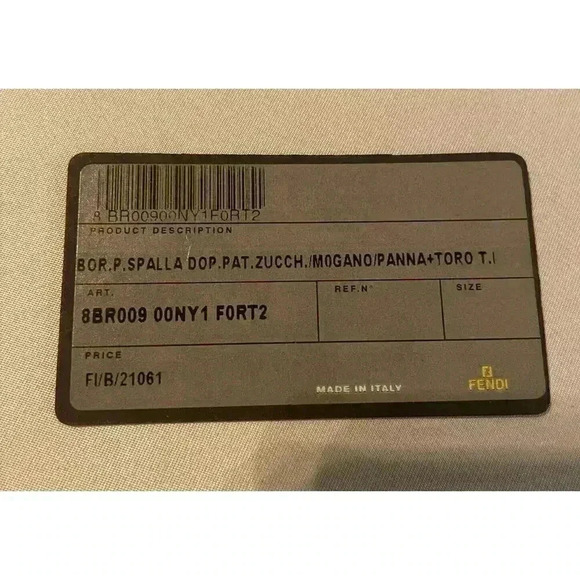 8BR00900NY1F0RT2
PRODUCT DESCRIPTION
BOR.P.SPALLA DOP.PAT.ZUCCH./M0GANO/PANNA+TORO T.I
ART.
REF.N°
SIZE
8BR009 00NY1 F0RT2
PRICE
FI/B/21061
MADE IN ITALY
FENDI